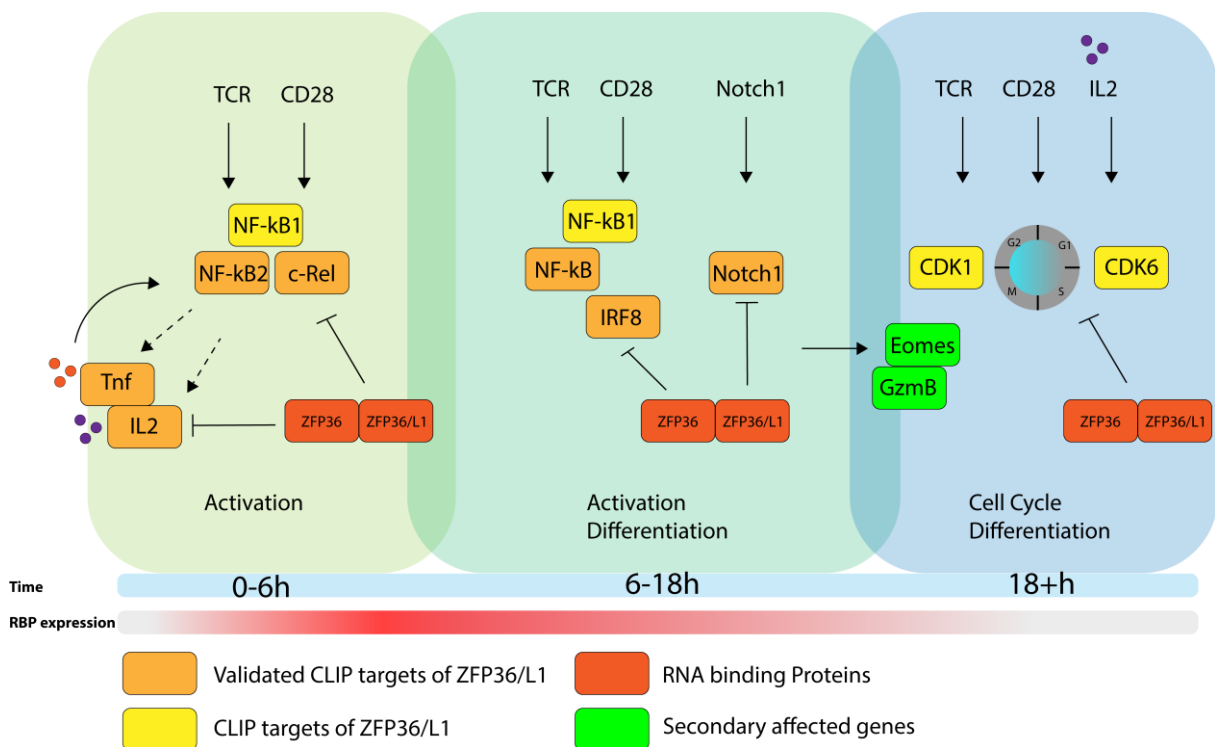 TCR CD28
NF-kB1
NF-kB2 c-Rel
Tnf
IL2
ZFP36 ZFP36/L1
Activation
TCR CD28 Notch1
NF-kB1
NF-kB
Notch1
IRF8
ZFP36 ZFP36/L1
Activation
Differentiation
TCR CD28 IL2
CDK1
G2 G1
M S
CDK6
Eomes
GzmB
ZFP36 ZFP36/L1
Cell Cycle
Differentiation
Time 0-6h 6-18h 18+h
RBP expression
Validated CLIP targets of ZFP36/L1
RNA binding Proteins
CLIP targets of ZFP36/L1
Secondary affected genes